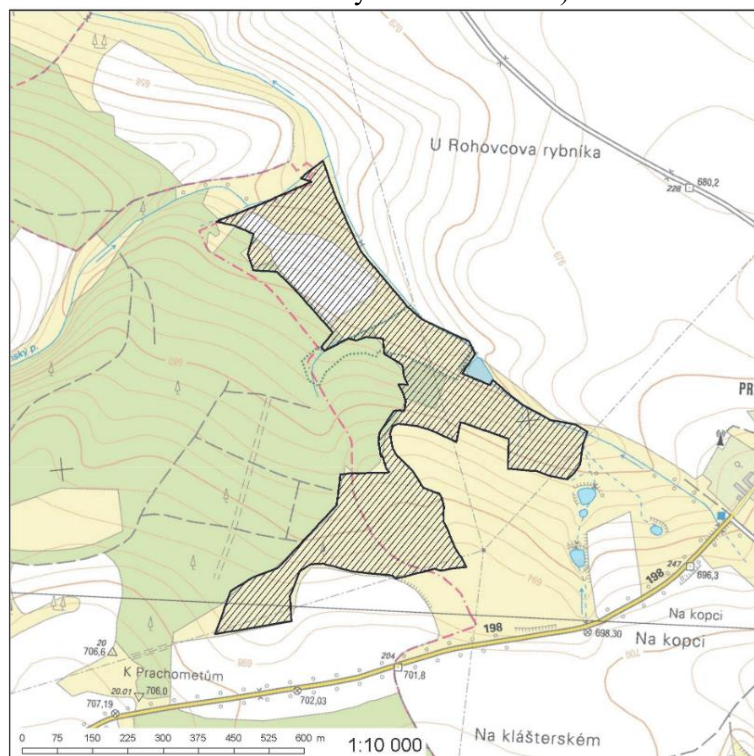 U Rohovcova rybníka
228 680,2
678
PR
247 696,3
198
Na kopci
698,30
Na kopci
198
204
701,8
20
706,6
K Prachometům
20.01 706,0
702,03
707,19
Na klášterském
0 75 150 225 300 375 450 525 600 m
1:10 000